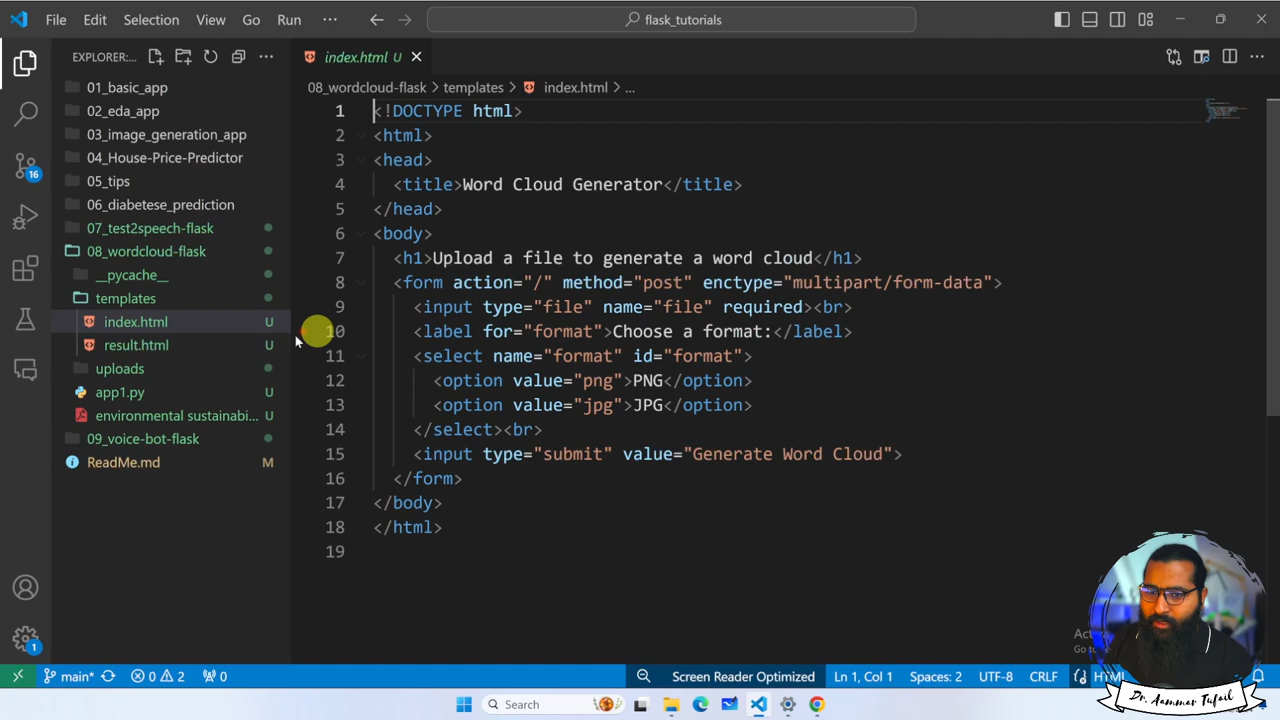 File Edit Selection View Go Run ... flask_tutorials
EXPLORER:... index.html U
08_wordcloud-flask > templates > index.html > ...
01_basic_app
02_eda_app
03_image_generation_app
04_House-Price-Predictor
05_tips
06_diabetese_prediction
07_test2speech-flask
08_wordcloud-flask
__pycache__
templates
index.html U
result.html U
uploads
app1.py U
environmental sustainabi... U
09_voice-bot-flask
ReadMe.md M
16
1
1 <!DOCTYPE html>
2 <html>
3 <head>
4 <title>Word Cloud Generator</title>
5 </head>
6 <body>
7 <h1>Upload a file to generate a word cloud</h1>
8 <form action="/" method="post" enctype="multipart/form-data">
9 <input type="file" name="file" required><br>
10 <label for="format">Choose a format:</label>
11 <select name="format" id="format">
12 <option value="png">PNG</option>
13 <option value="jpg">JPG</option>
14 </select><br>
15 <input type="submit" value="Generate Word Cloud">
16 </form>
17 </body>
18 </html>
19
main* 0 2 0 Screen Reader Optimized Ln 1, Col 1 Spaces: 2 UTF-8 CRLF
Search
Dr. Aammar Tufail